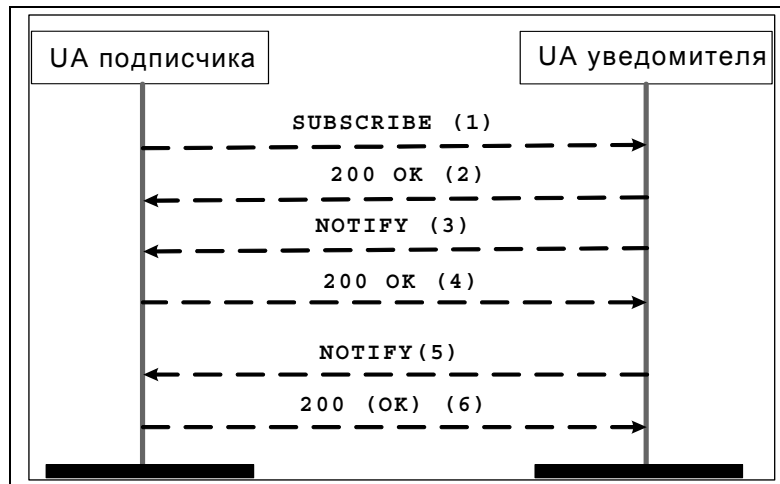 UA подписчика
UA уведомителя
SUBSCRIBE (1)
200 OK (2)
NOTIFY (3)
200 OK (4)
NOTIFY(5)
200 (OK) (6)